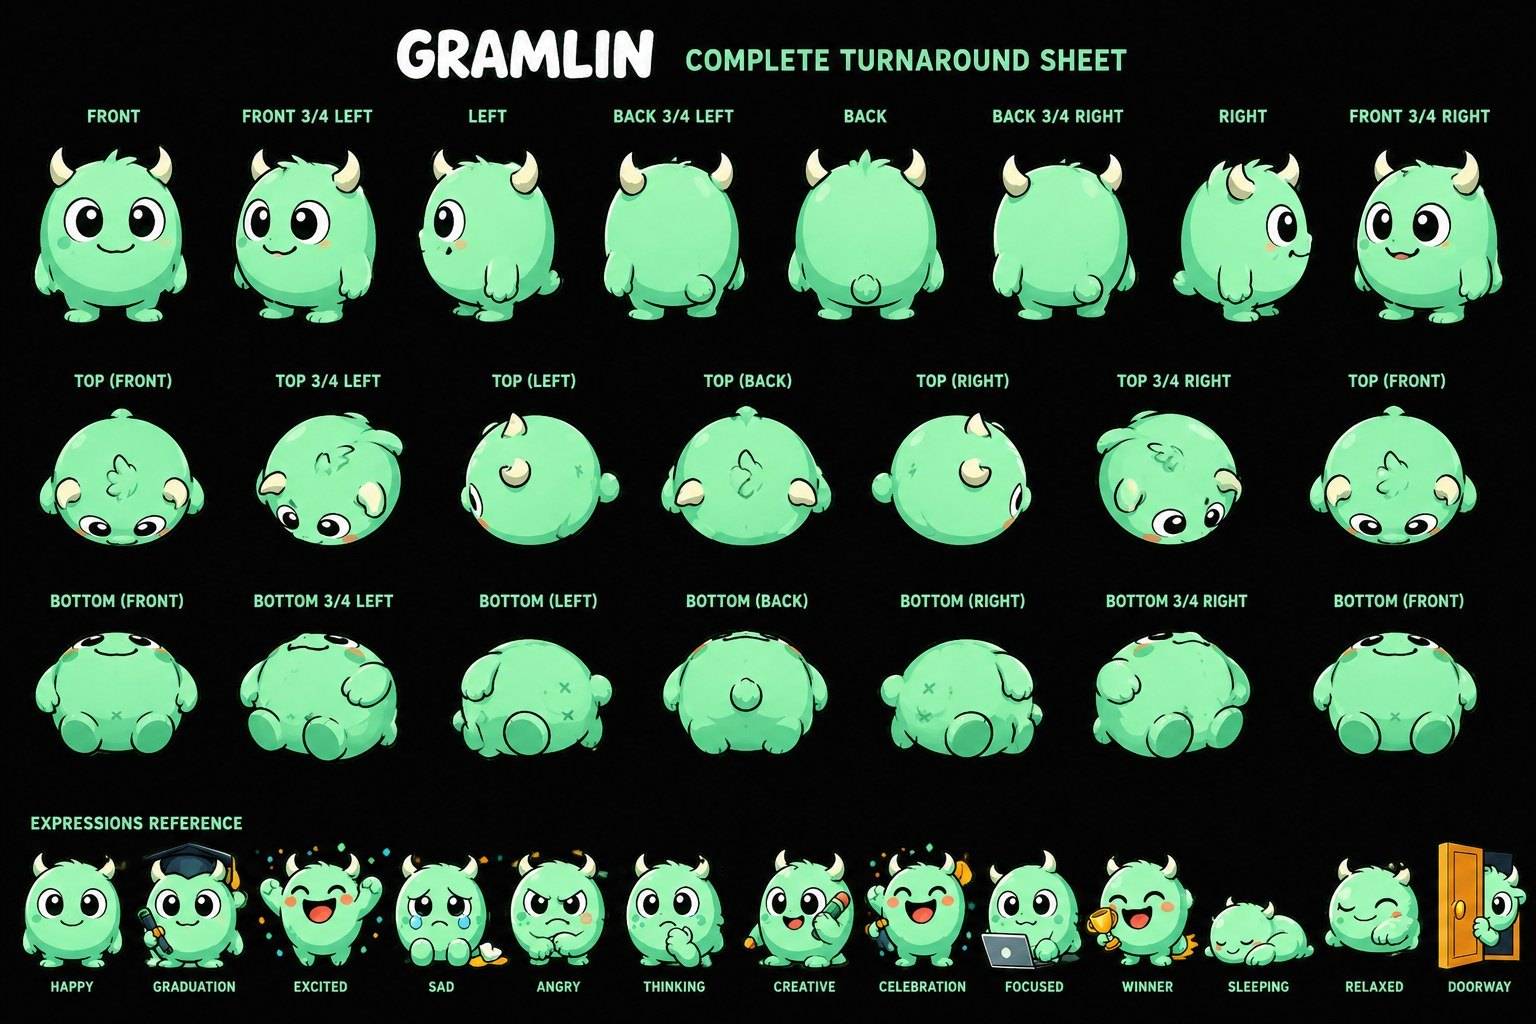 GRAMLIN COMPLETE TURNAROUND SHEET
FRONT FRONT 3/4 LEFT LEFT BACK 3/4 LEFT BACK BACK 3/4 RIGHT RIGHT FRONT 3/4 RIGHT
TOP (FRONT) TOP 3/4 LEFT TOP (LEFT) TOP (BACK) TOP (RIGHT) TOP 3/4 RIGHT TOP (FRONT)
BOTTOM (FRONT) BOTTOM 3/4 LEFT BOTTOM (LEFT) BOTTOM (BACK) BOTTOM (RIGHT) BOTTOM 3/4 RIGHT BOTTOM (FRONT)
EXPRESSIONS REFERENCE
HAPPY GRADUATION EXCITED SAD ANGRY THINKING CREATIVE CELEBRATION FOCUSED WINNER SLEEPING RELAXED DOORWAY